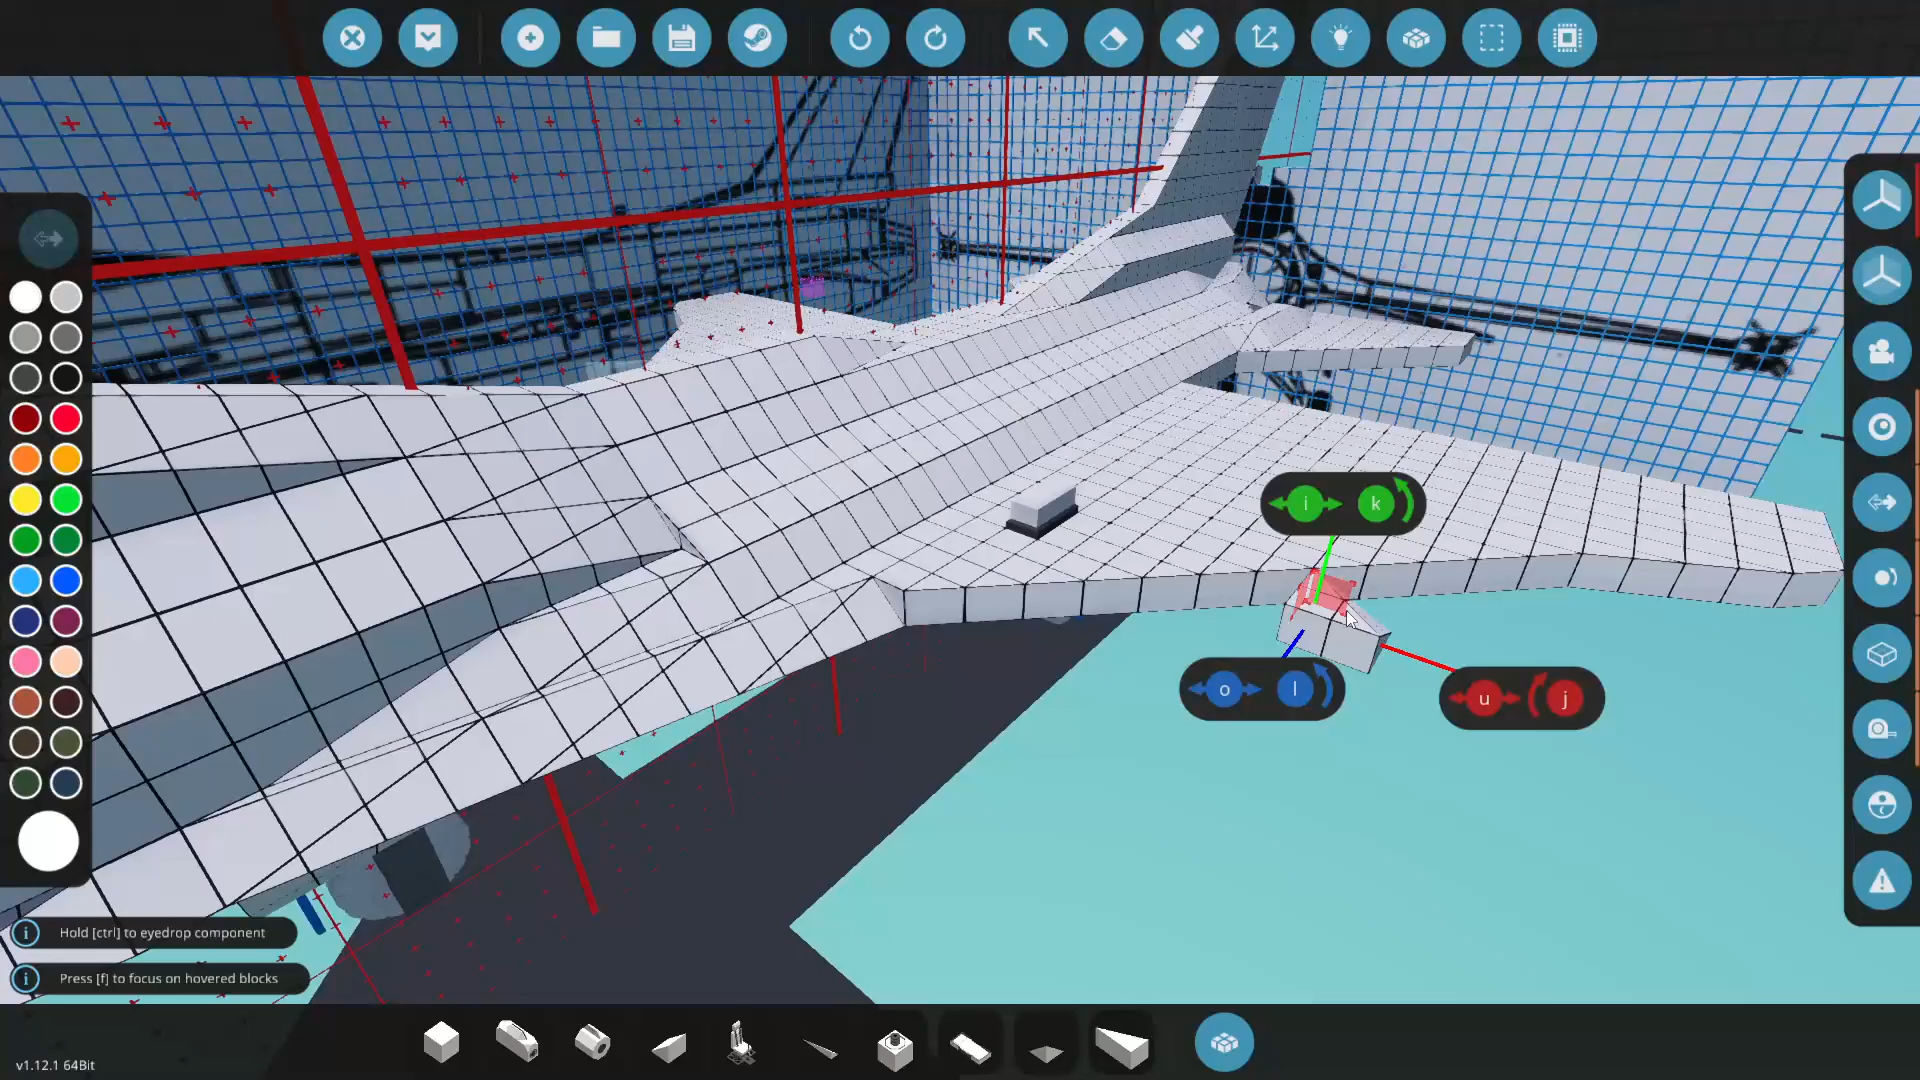 i k
o l
u j
Hold [ctrl] to eyedrop component
Press [f] to focus on hovered blocks
v1.12.1 64Bit